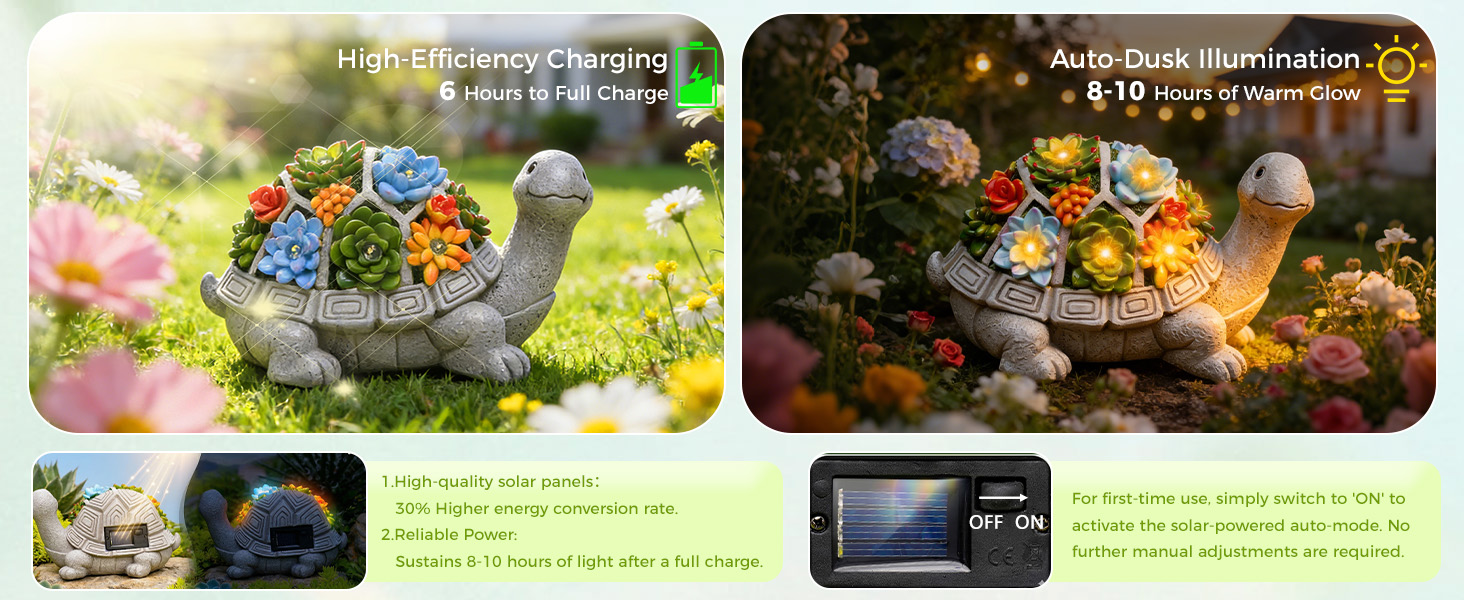 High-Efficiency Charging
6 Hours to Full Charge
Auto-Dusk Illumination
8-10 Hours of Warm Glow
1.High-quality solar panels：
30% Higher energy conversion rate.
2.Reliable Power:
Sustains 8-10 hours of light after a full charge.
OFF ON
CE
For first-time use, simply switch to 'ON' to
activate the solar-powered auto-mode. No
further manual adjustments are required.